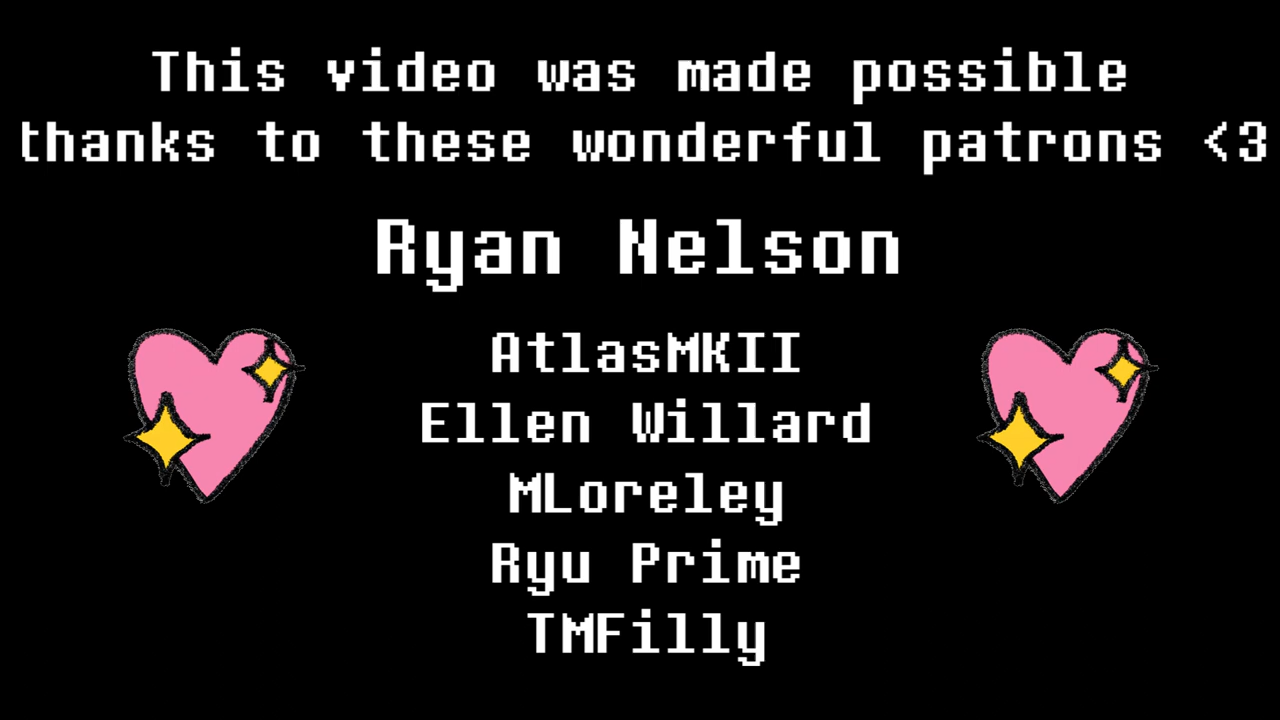 This video was made possible
thanks to these wonderful patrons <3
Ryan Nelson
AtlasMKII
Ellen Willard
MLoreley
Ryu Prime
TMFilly